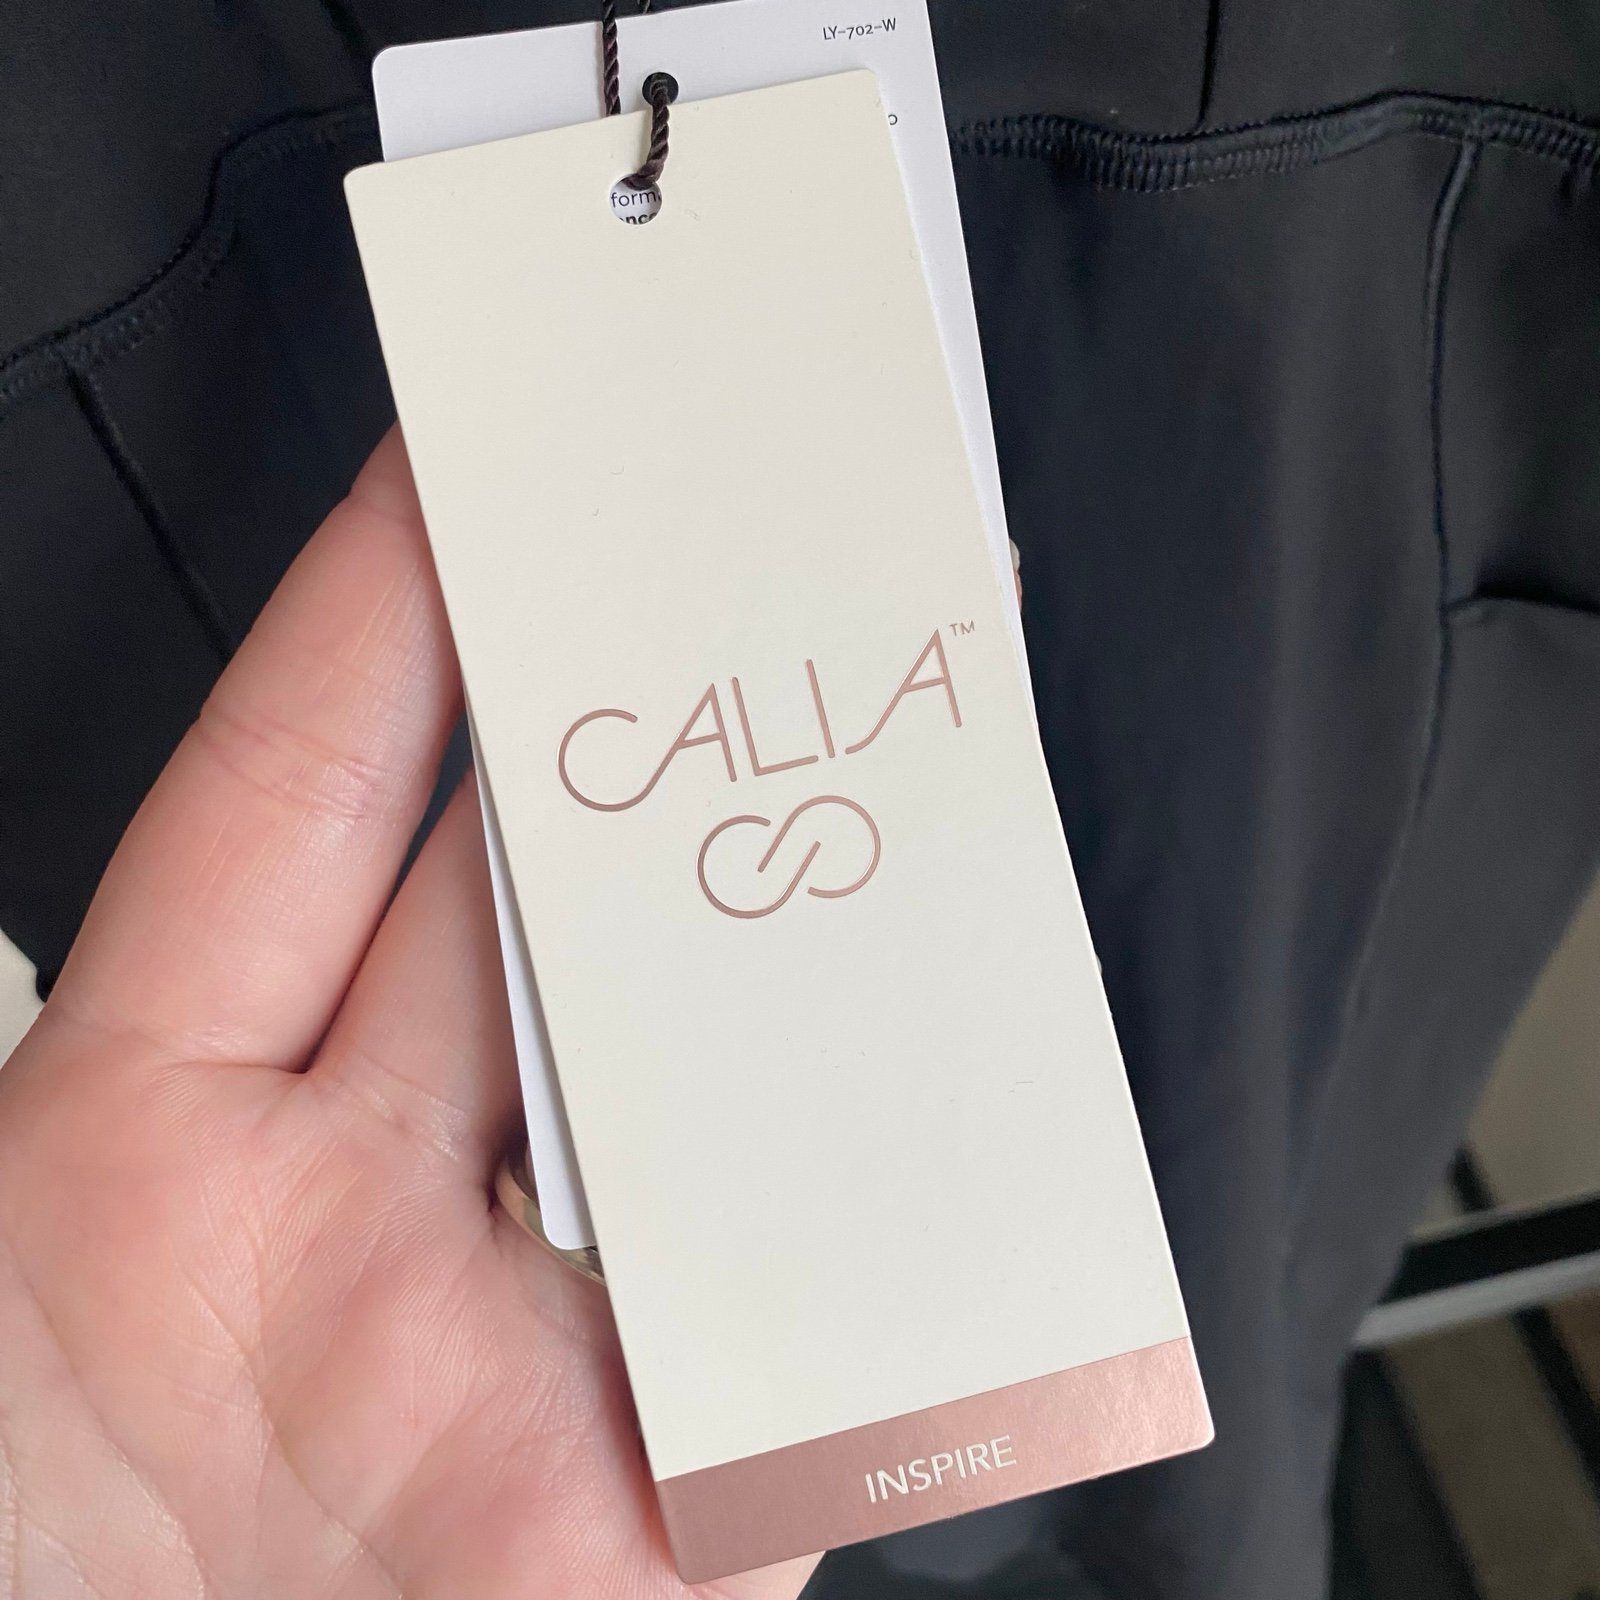 LY-702-W
CALIA™
INSPIRE